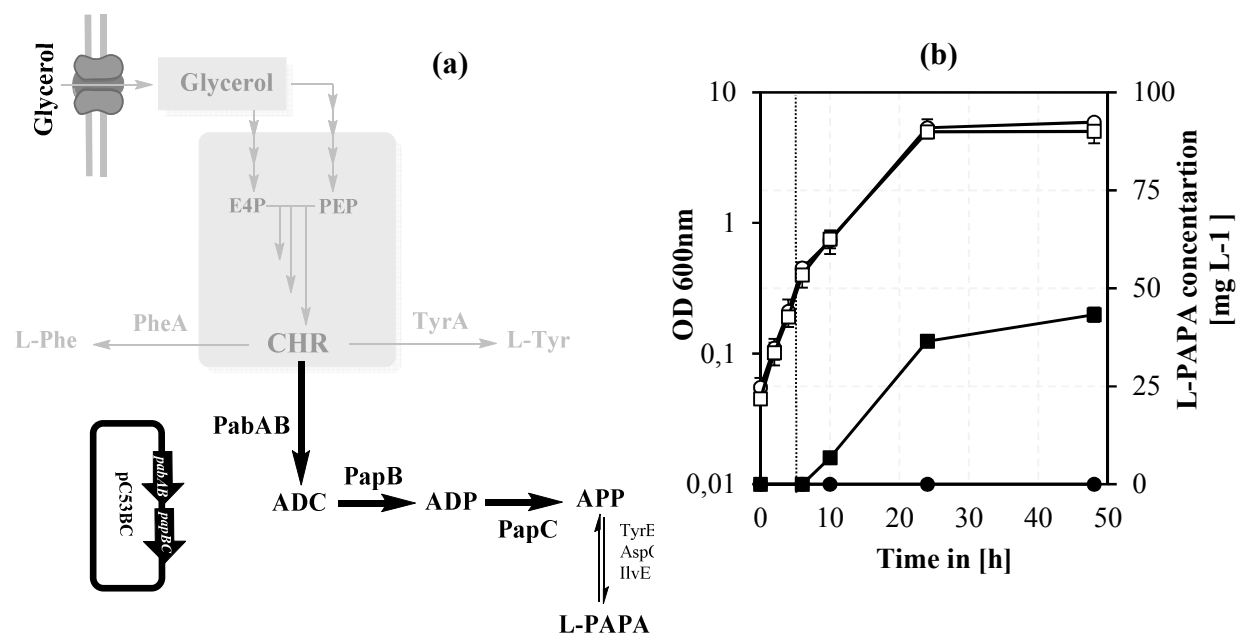 (a)
Glycerol
Glycerol
E4P
PEP
PheA
TyrA
L-Phe
CHR
L-Tyr
PabAB
pC53BC
pabAB
papBC
ADC
PapB
ADP
PapC
APP
TyrB
AspC
IlvE
L-PAPA
(b)
OD 600nm
10
1
0,1
0,01
100
75
50
25
0
L-PAPA concentartion
[mg L-1]
0
10
20
30
40
50
Time in [h]